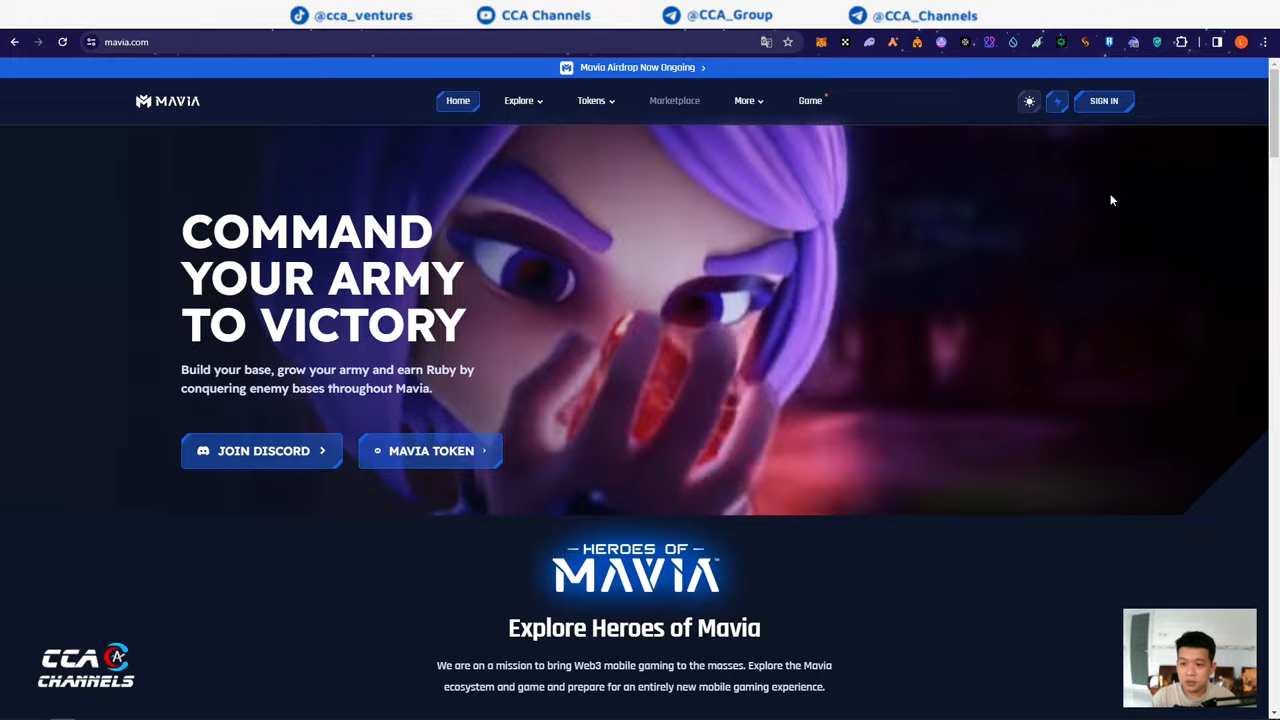 @cca_ventures CCA Channels @CCA_Group @CCA_Channels
mavia.com
Mavia Airdrop Now Ongoing
MAVIA Home Explore Tokens Marketplace More Game SIGN IN
COMMAND
YOUR ARMY
TO VICTORY
Build your base, grow your army and earn Ruby by
conquering enemy bases throughout Mavia.
JOIN DISCORD MAVIA TOKEN
HEROES OF
MAVIA
Explore Heroes of Mavia
We are on a mission to bring Web3 mobile gaming to the masses. Explore the Mavia
ecosystem and game and prepare for an entirely new mobile gaming experience.
CCA CA
CHANNELS